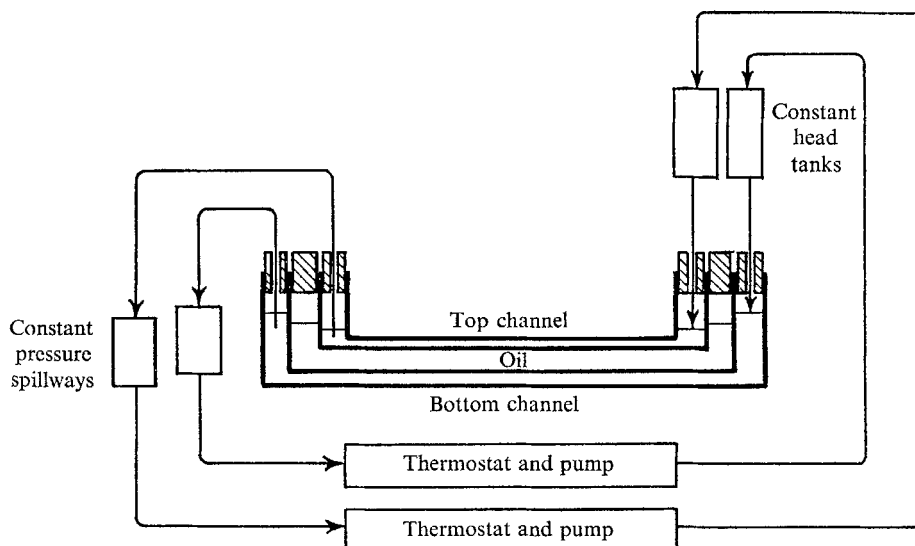 Constant
head
tanks
Constant
pressure
spillways
Top channel
Oil
Bottom channel
Thermostat and pump
Thermostat and pump